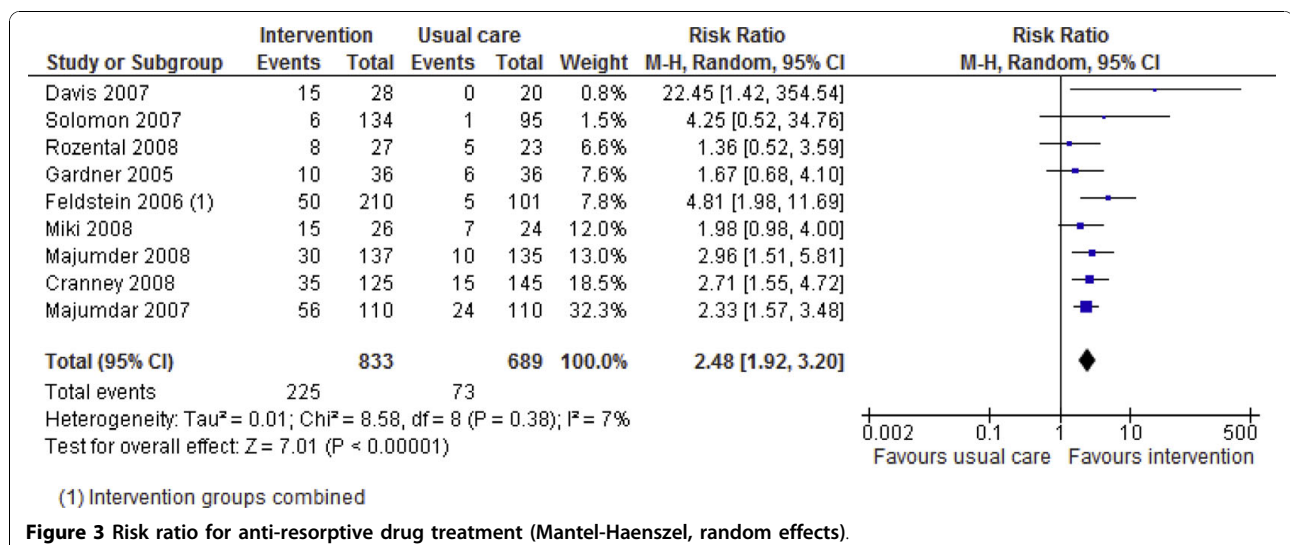 Intervention Usual care Risk Ratio Risk Ratio
Study or Subgroup Events Total Events Total Weight M-H, Random, 95% CI M-H, Random, 95% CI
Davis 2007 15 28 0 20 0.8% 22.45 [1.42, 354.54]
Solomon 2007 6 134 1 95 1.5% 4.25 [0.52, 34.76]
Rozental 2008 8 27 5 23 6.6% 1.36 [0.52, 3.59]
Gardner 2005 10 36 6 36 7.6% 1.67 [0.68, 4.10]
Feldstein 2006 (1) 50 210 5 101 7.8% 4.81 [1.98, 11.69]
Miki 2008 15 26 7 24 12.0% 1.98 [0.98, 4.00]
Majumder 2008 30 137 10 135 13.0% 2.96 [1.51, 5.81]
Cranney 2008 35 125 15 145 18.5% 2.71 [1.55, 4.72]
Majumdar 2007 56 110 24 110 32.3% 2.33 [1.57, 3.48]
Total (95% CI) 833 689 100.0% 2.48 [1.92, 3.20]
Total events 225 73
Heterogeneity: Tau² = 0.01; Chi² = 8.58, df = 8 (P = 0.38); I² = 7%
Test for overall effect: Z = 7.01 (P < 0.00001)
0.002 0.1 1 10 500
Favours usual care Favours intervention
(1) Intervention groups combined
Figure 3 Risk ratio for anti-resorptive drug treatment (Mantel-Haenszel, random effects).